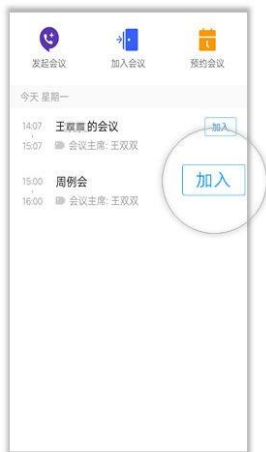 发起会议
加入会议
预约会议
今天 星期一
14:07
王 的会议
加入
15:07
会议主席: 王双双
15:00
周例会
加入
16:00
会议主席: 王双双